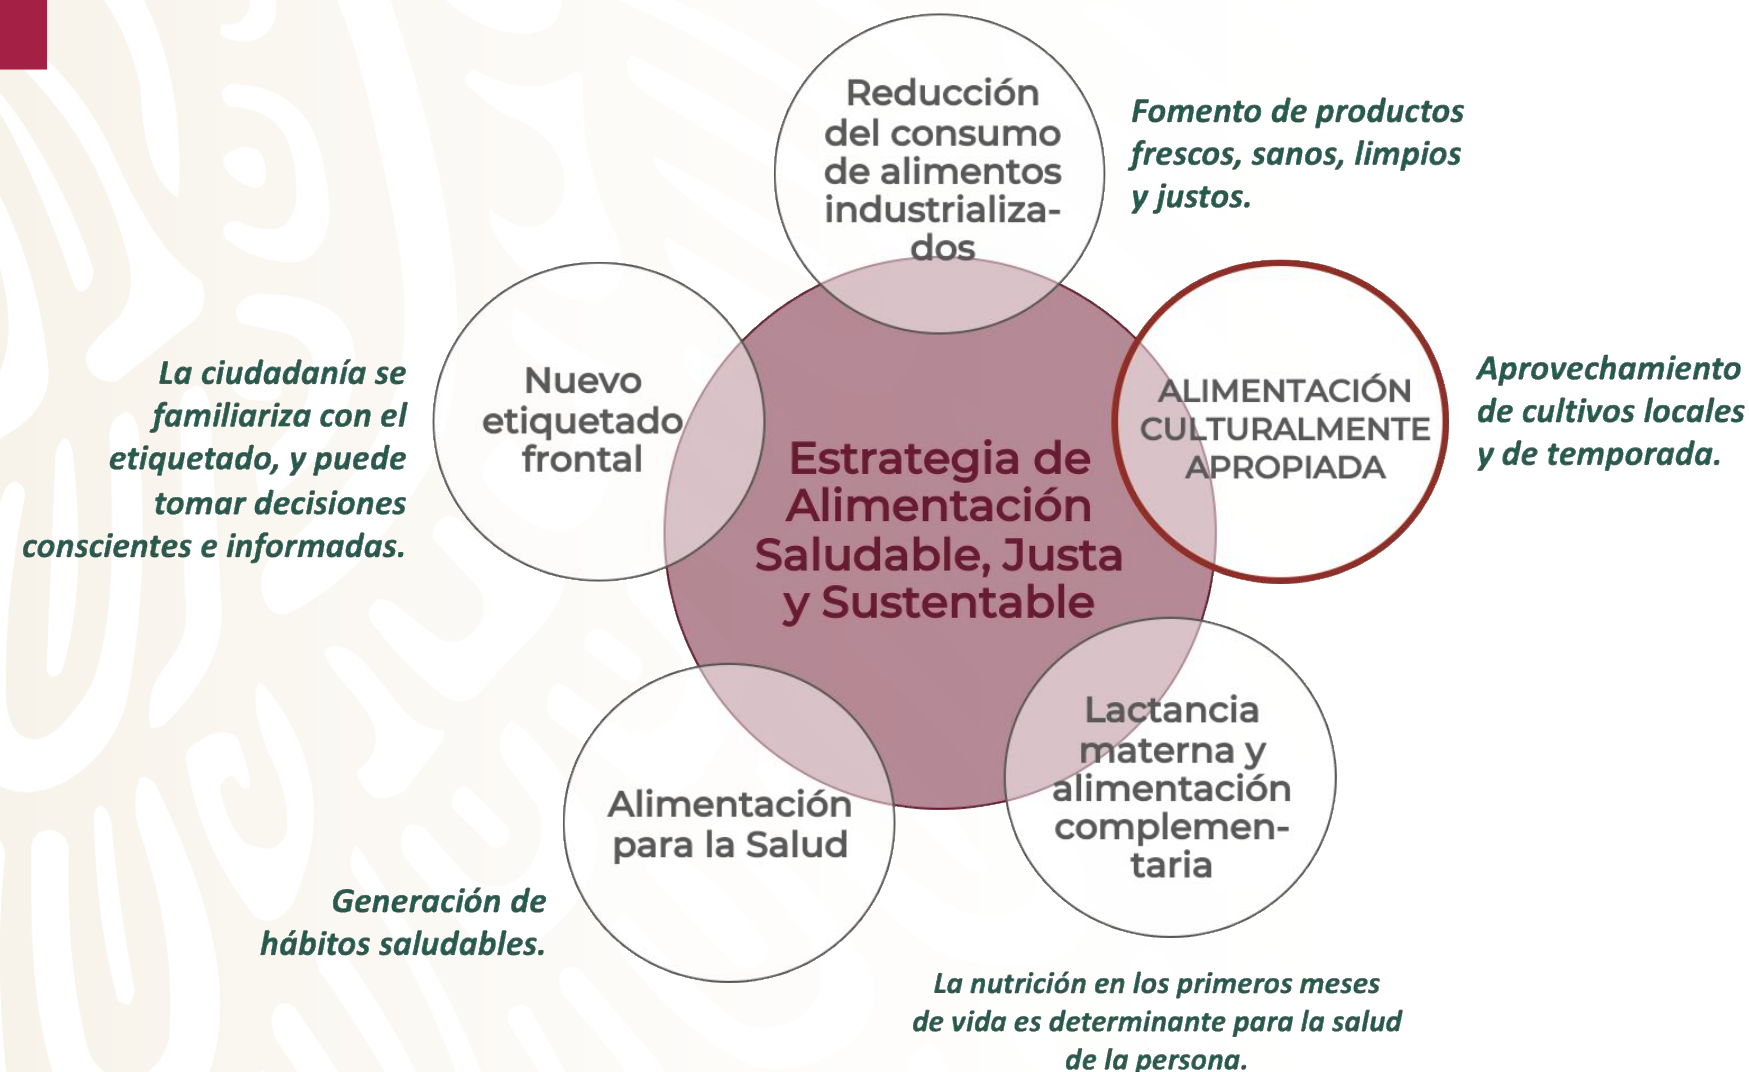 Reducción
del consumo
de alimentos
industrializa-
dos
Fomento de productos
frescos, sanos, limpios
y justos.
Nuevo
etiquetado
frontal
La ciudadanía se
familiariza con el
etiquetado, y puede
tomar decisiones
conscientes e informadas.
Estrategia de
Alimentación
Saludable, Justa
y Sustentable
ALIMENTACIÓN
CULTURALMENTE
APROPIADA
Aprovechamiento
de cultivos locales
y de temporada.
Alimentación
para la Salud
Generación de
hábitos saludables.
Lactancia
materna y
alimentación
complemen-
taria
La nutrición en los primeros meses
de vida es determinante para la salud
de la persona.